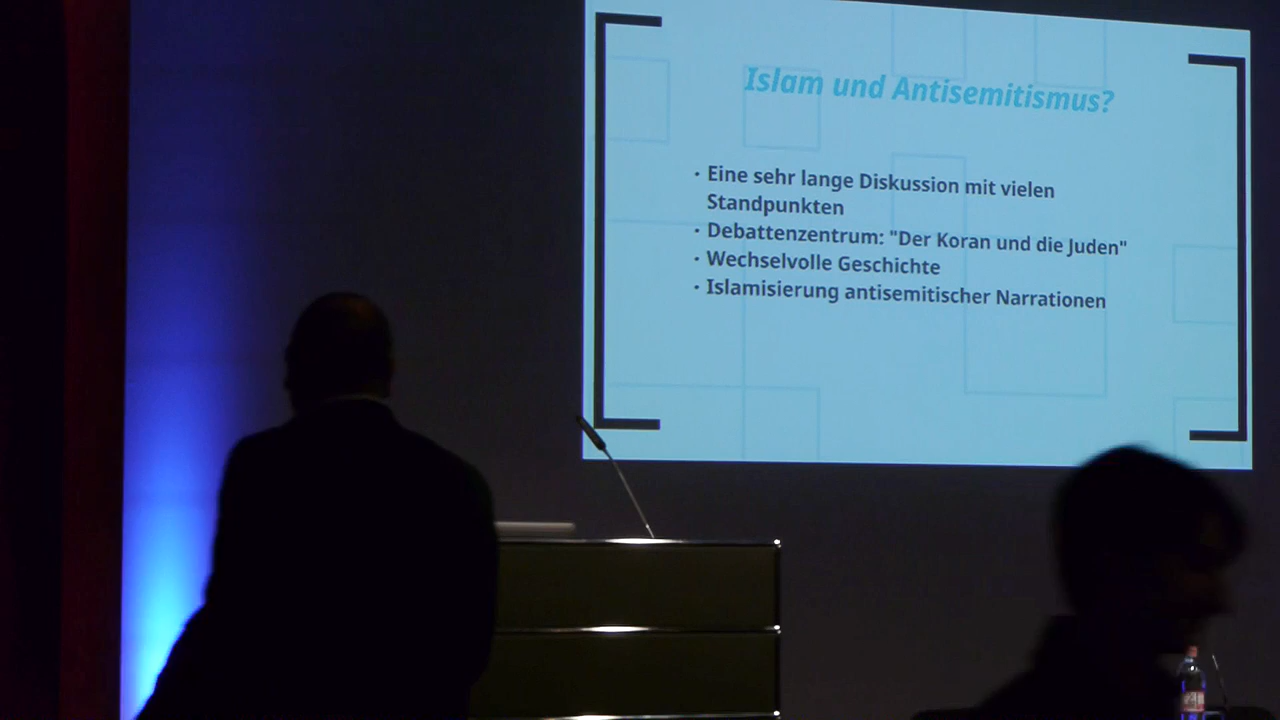 Islam und Antisemitismus?
• Eine sehr lange Diskussion mit vielen
Standpunkten
• Debattenzentrum: "Der Koran und die Juden"
• Wechselvolle Geschichte
• Islamisierung antisemitischer Narrationen